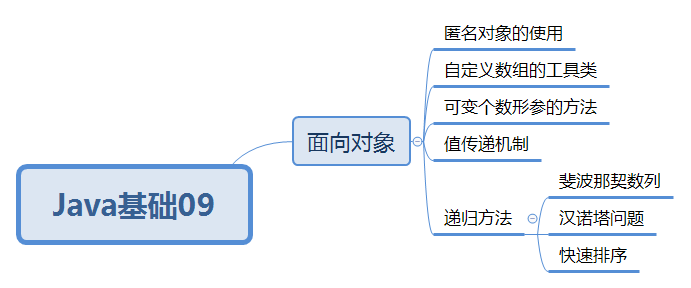 Java基础09
面向对象
匿名对象的使用
自定义数组的工具类
可变个数形参的方法
值传递机制
递归方法
斐波那契数列
汉诺塔问题
快速排序